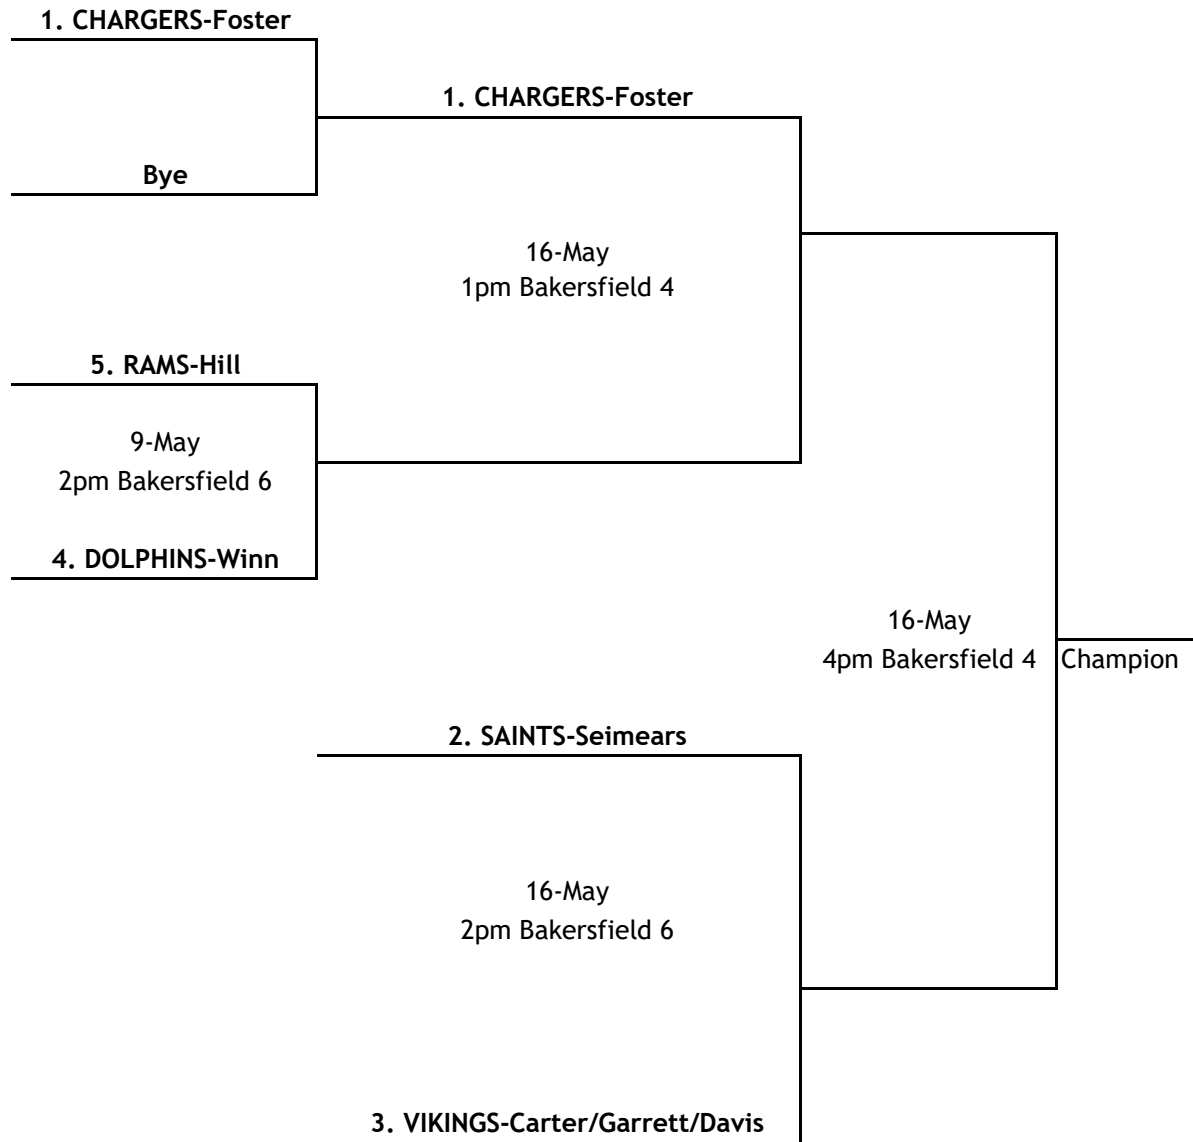 1. CHARGERS-Foster
1. CHARGERS-Foster
Bye
16-May
1pm Bakersfield 4
5. RAMS-Hill
9-May
2pm Bakersfield 6
4. DOLPHINS-Winn
16-May
4pm Bakersfield 4
Champion
2. SAINTS-Seimears
16-May
2pm Bakersfield 6
3. VIKINGS-Carter/Garrett/Davis